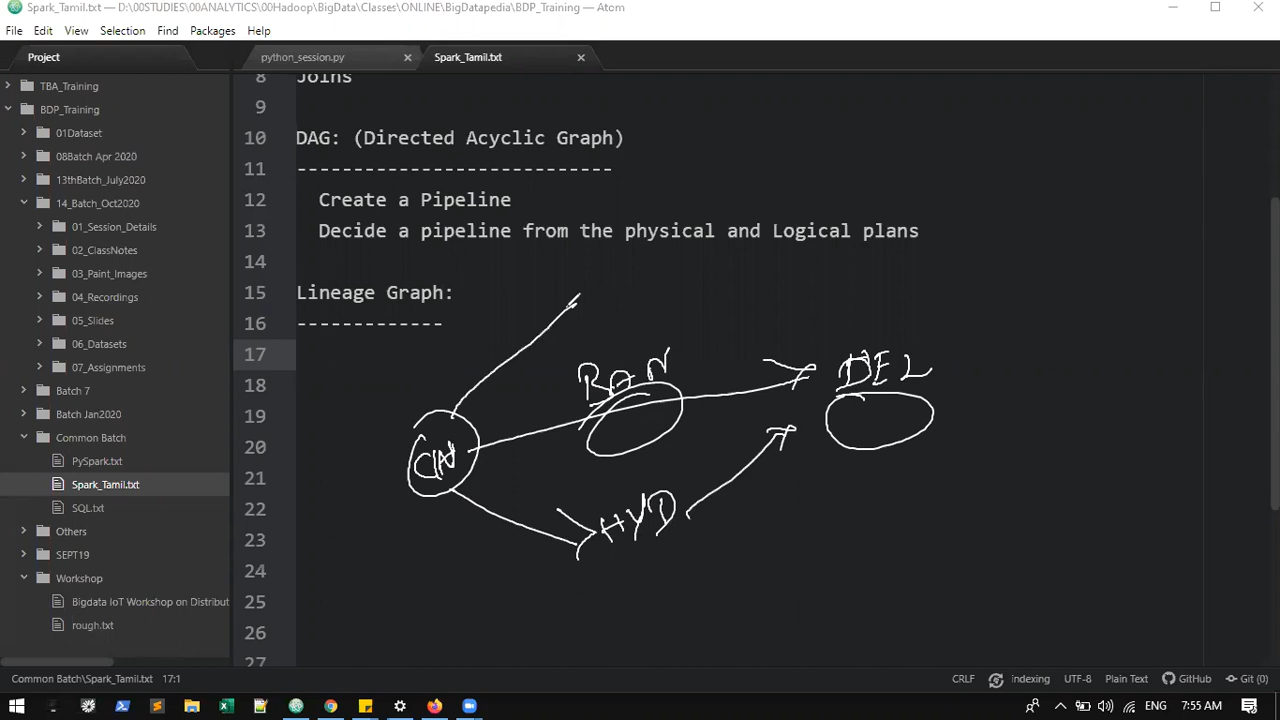 Spark_Tamil.txt — D:\00STUDIES\00ANALYTICS\00Hadoop\BigData\Classes\ONLINE\BigDatapedia\BDP_Training — Atom
File Edit View Selection Find Packages Help
Project
python_session.py
Spark_Tamil.txt
TBA_Training
BDP_Training
01Dataset
08Batch Apr 2020
13thBatch_July2020
14_Batch_Oct2020
01_Session_Details
02_ClassNotes
03_Paint_Images
04_Recordings
05_Slides
06_Datasets
07_Assignments
Batch 7
Batch Jan2020
Common Batch
PySpark.txt
Spark_Tamil.txt
SQL.txt
Others
SEPT19
Workshop
Bigdata IoT Workshop on Distribut
rough.txt
8 Joins
9
10 DAG: (Directed Acyclic Graph)
11 ----------------------------
12 Create a Pipeline
13 Decide a pipeline from the physical and Logical plans
14
15 Lineage Graph:
16 -------------
17
18
19
20
21
22
23
24
25
26
27
BAN
DEL
HYD
Common Batch\Spark_Tamil.txt 17:1
CRLF Indexing UTF-8 Plain Text GitHub Git (0)
ENG 7:55 AM